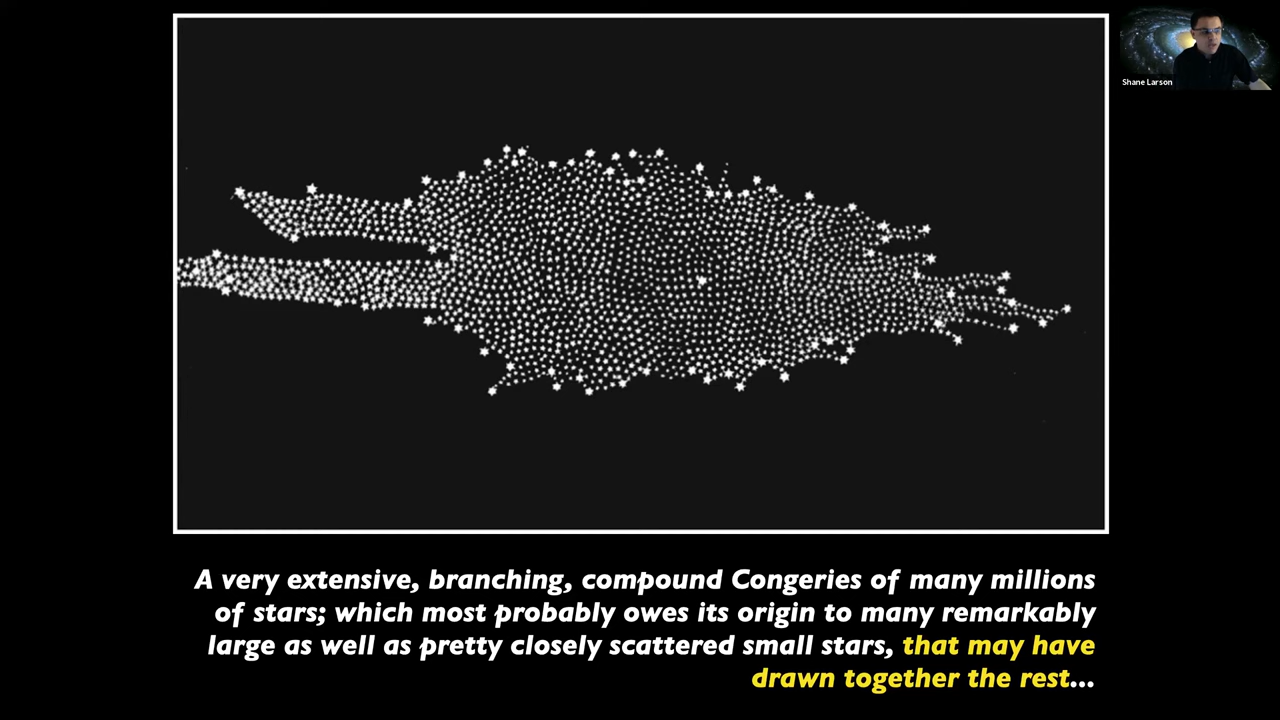 Shane Larson
A very extensive, branching, compound Congeries of many millions
of stars; which most probably owes its origin to many remarkably
large as well as pretty closely scattered small stars, that may have
drawn together the rest...